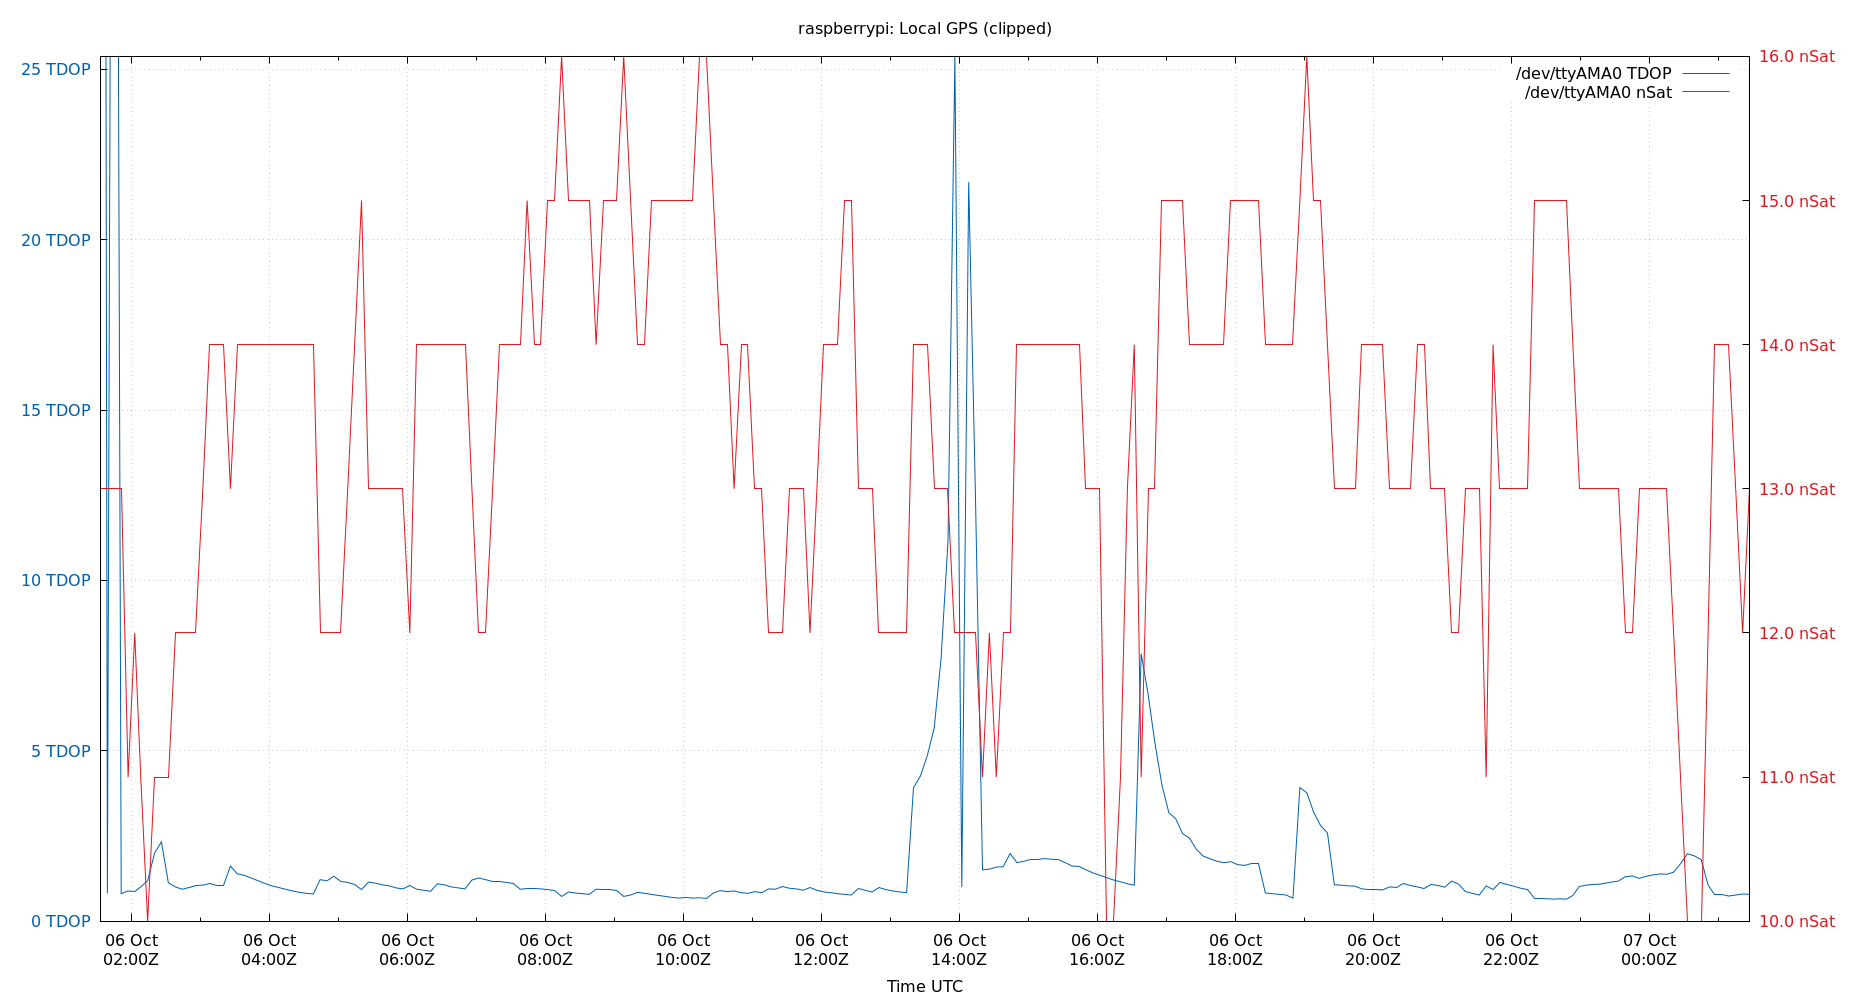 raspberrypi: Local GPS (clipped)
25 TDOP
20 TDOP
15 TDOP
10 TDOP
5 TDOP
0 TDOP
16.0 nSat
15.0 nSat
14.0 nSat
13.0 nSat
12.0 nSat
11.0 nSat
10.0 nSat
/dev/ttyAMA0 TDOP
/dev/ttyAMA0 nSat
06 Oct 06 Oct 06 Oct 06 Oct 06 Oct 06 Oct 06 Oct 06 Oct 06 Oct 06 Oct 06 Oct 07 Oct
02:00Z 04:00Z 06:00Z 08:00Z 10:00Z 12:00Z 14:00Z 16:00Z 18:00Z 20:00Z 22:00Z 00:00Z
Time UTC